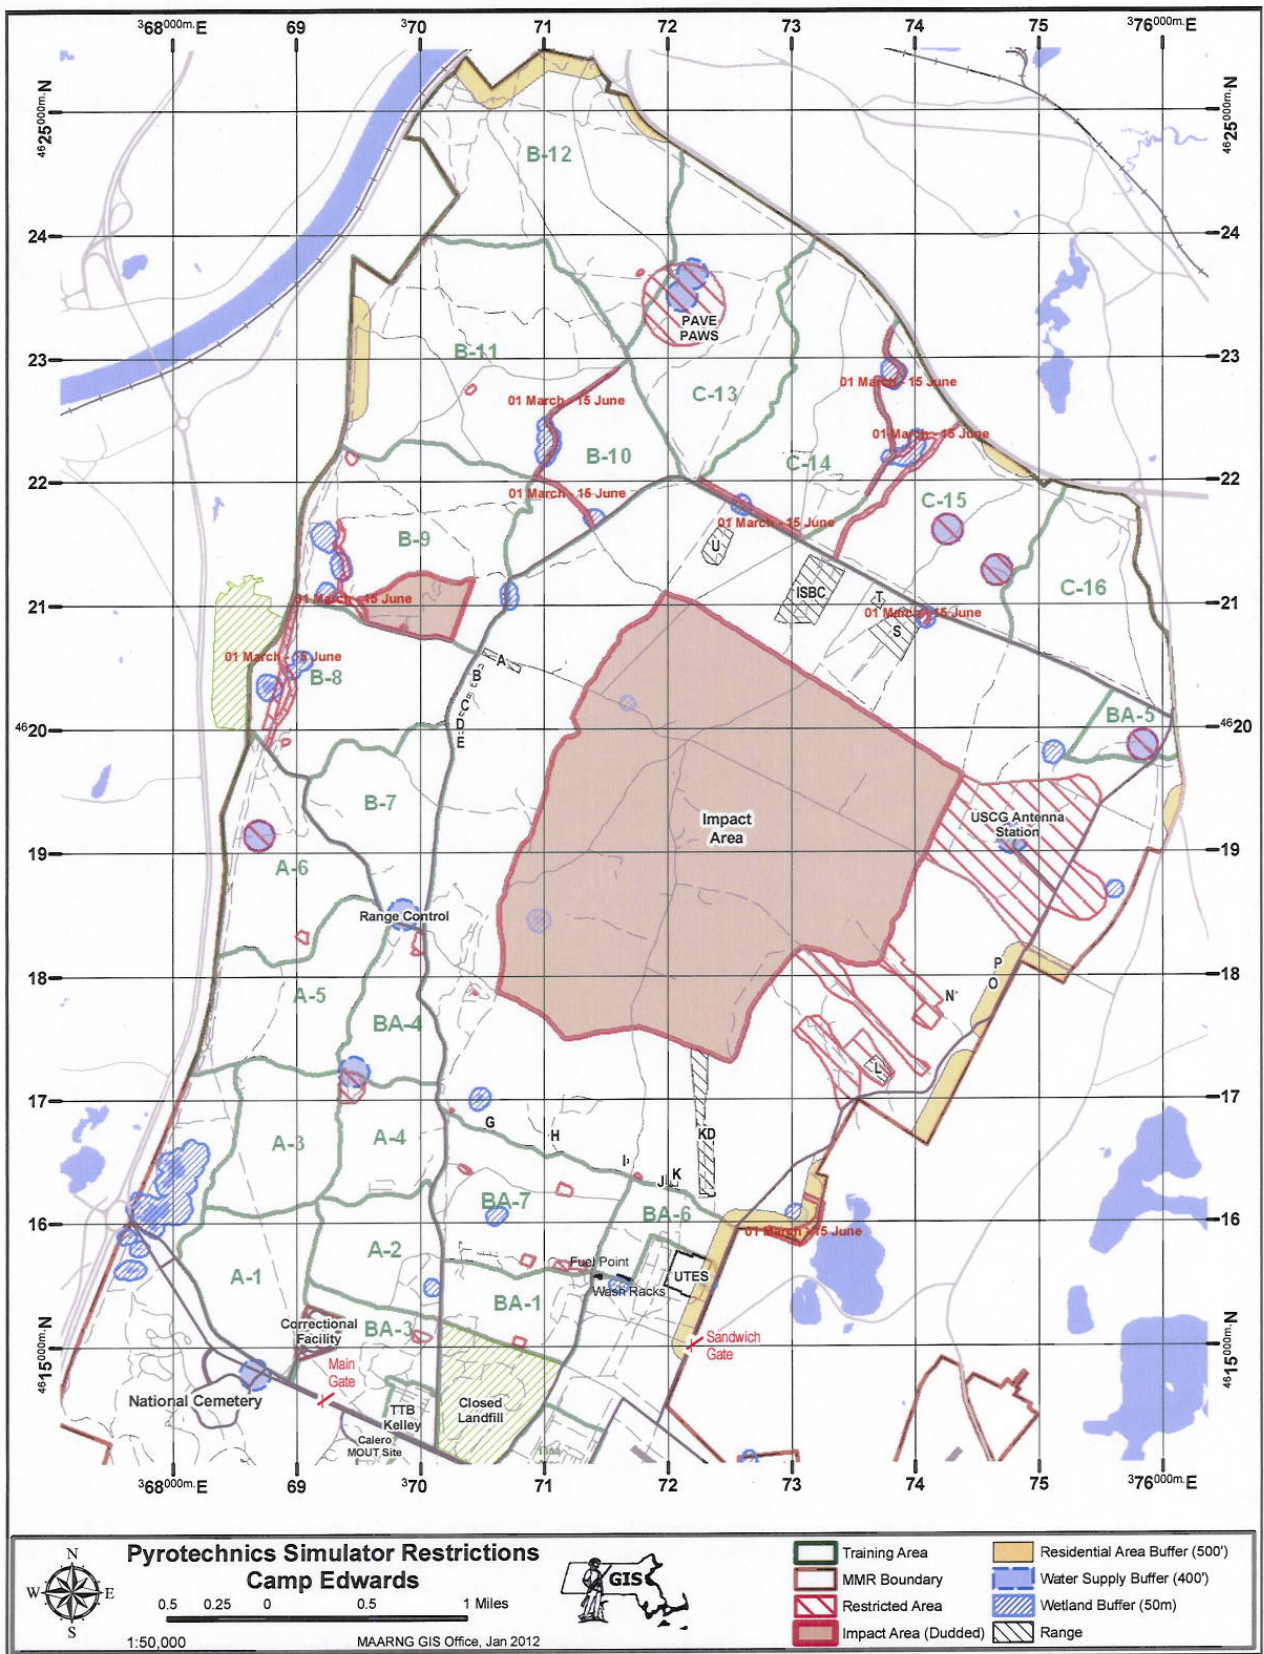 ³68⁰⁰⁰ᵐ·E 69 ³70 71 72 73 74 75 ³76⁰⁰⁰ᵐ·E
⁴⁶25⁰⁰⁰ᵐ·N
⁴⁶25⁰⁰⁰ᵐ·N
B-12
24
24
PAVE
PAWS
B-11
23
23
01 March - 15 June
01 March - 15 June
C-13
01 March - 15 June
B-10
C-14
22
22
01 March - 15 June
C-15
01 March - 15 June
B-9
U
ISBC
C-16
21
21
01 March - 15 June
T
01 March - 15 June
S
01 March - 15 June
A
B-8
B
C
D
E
BA-5
⁴⁶20
⁴⁶20
B-7
Impact
Area
USCG Antenna
Station
19
19
A-6
Range Control
18
18
P
O
N
A-5
BA-4
L
17
17
G
H
KD
A-3
A-4
I
J
K
BA-7
BA-6
16
16
01 March - 15 June
A-2
Fuel Point
A-1
UTES
Wash Racks
BA-1
Correctional
Facility
BA-3
Sandwich
Gate
⁴⁶15⁰⁰⁰ᵐ·N
⁴⁶15⁰⁰⁰ᵐ·N
Main
Gate
National Cemetery
TTB
Kelley
Closed
Landfill
Calero
MOUT Site
³68⁰⁰⁰ᵐ·E 69 ³70 71 72 73 74 75 ³76⁰⁰⁰ᵐ·E
N
W E
S
Pyrotechnics Simulator Restrictions
Camp Edwards
0.5 0.25 0 0.5 1 Miles
1:50,000
MAARNG GIS Office, Jan 2012
GIS
Training Area
MMR Boundary
Restricted Area
Impact Area (Dudded)
Residential Area Buffer (500')
Water Supply Buffer (400')
Wetland Buffer (50m)
Range